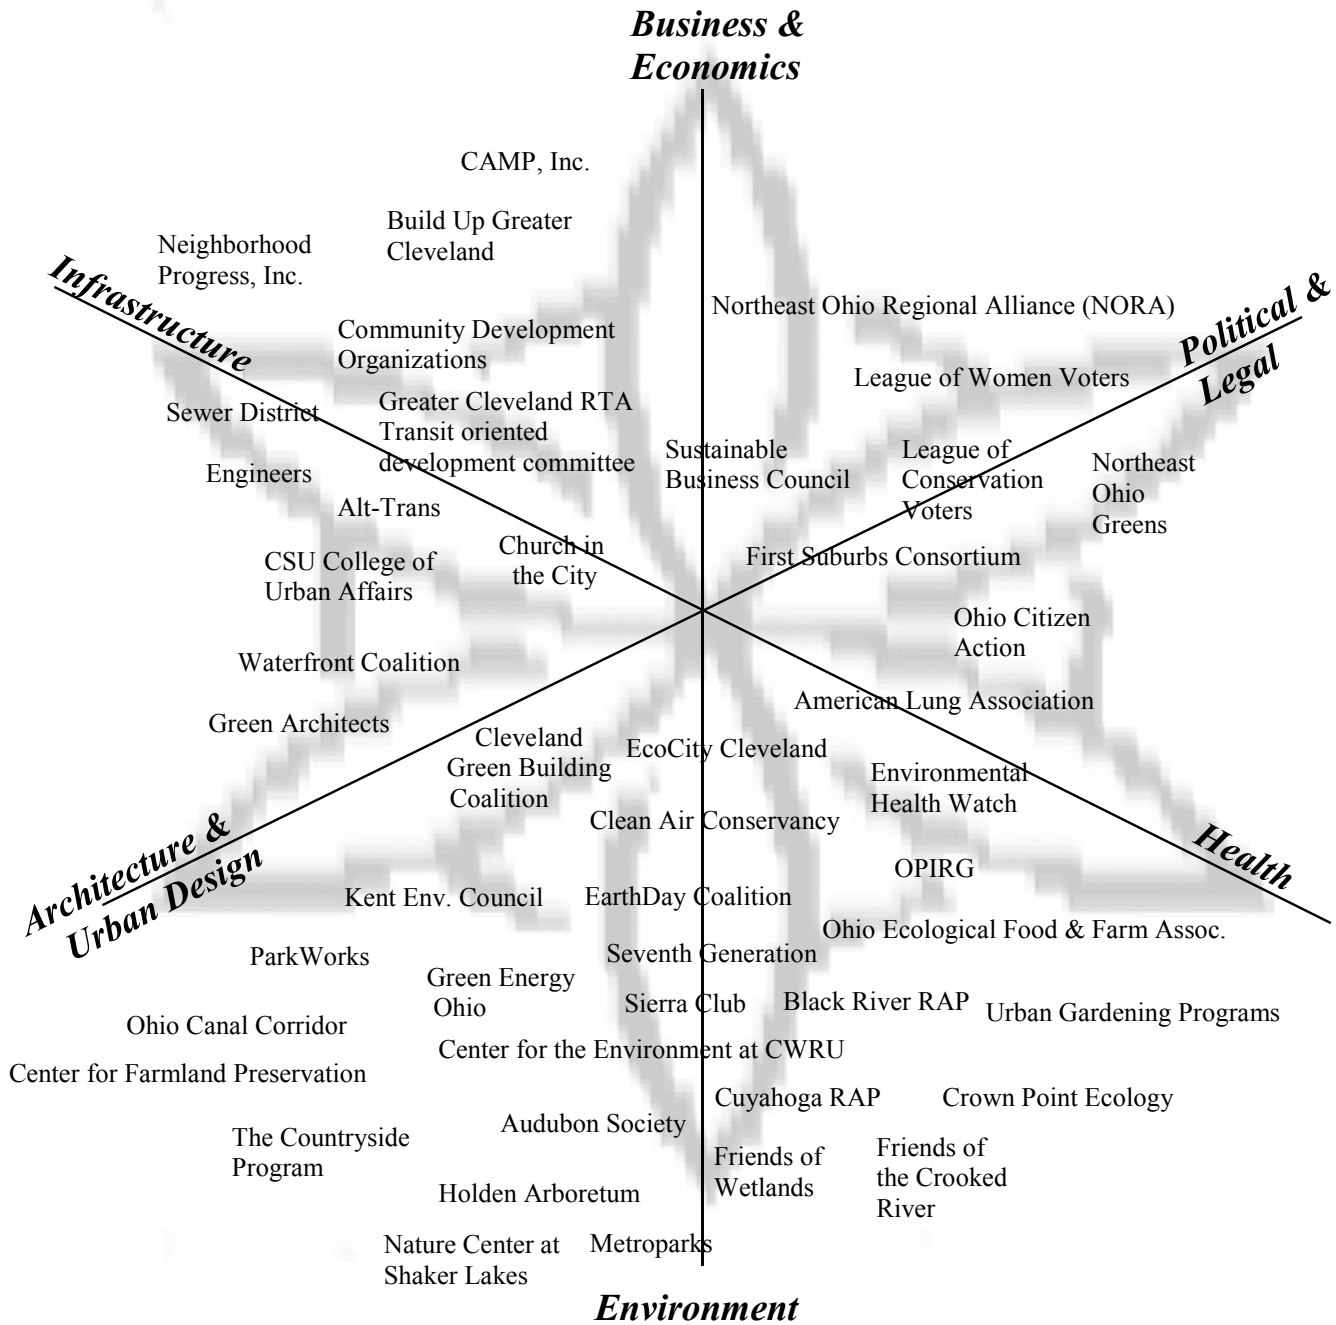 Business &
Economics
CAMP, Inc.
Build Up Greater
Cleveland
Neighborhood
Progress, Inc.
Infrastructure
Northeast Ohio Regional Alliance (NORA)
Political &
Legal
Community Development
Organizations
League of Women Voters
Sewer District
Greater Cleveland RTA
Transit oriented
development committee
Sustainable
Business Council
League of
Conservation
Voters
Northeast
Ohio
Greens
Engineers
Alt-Trans
Church in
the City
First Suburbs Consortium
CSU College of
Urban Affairs
Ohio Citizen
Action
Waterfront Coalition
American Lung Association
Green Architects
Cleveland
Green Building
Coalition
EcoCity Cleveland
Environmental
Health Watch
Clean Air Conservancy
Architecture &
Urban Design
Health
OPIRG
Kent Env. Council
EarthDay Coalition
Ohio Ecological Food & Farm Assoc.
ParkWorks
Seventh Generation
Green Energy
Ohio
Sierra Club
Black River RAP
Urban Gardening Programs
Ohio Canal Corridor
Center for the Environment at CWRU
Center for Farmland Preservation
Cuyahoga RAP
Crown Point Ecology
Audubon Society
The Countryside
Program
Friends of
Wetlands
Friends of
the Crooked
River
Holden Arboretum
Nature Center at
Shaker Lakes
Metroparks
Environment